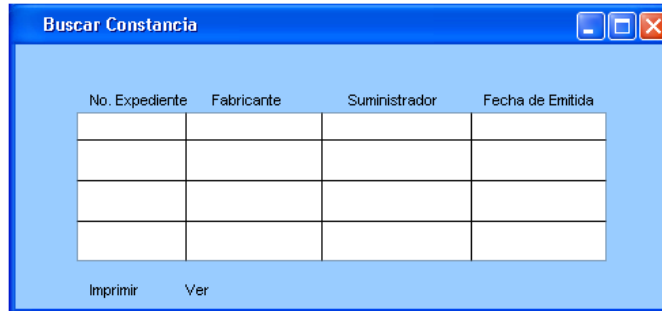 Buscar Constancia
No. Expediente Fabricante Suministrador Fecha de Emitida
Imprimir Ver